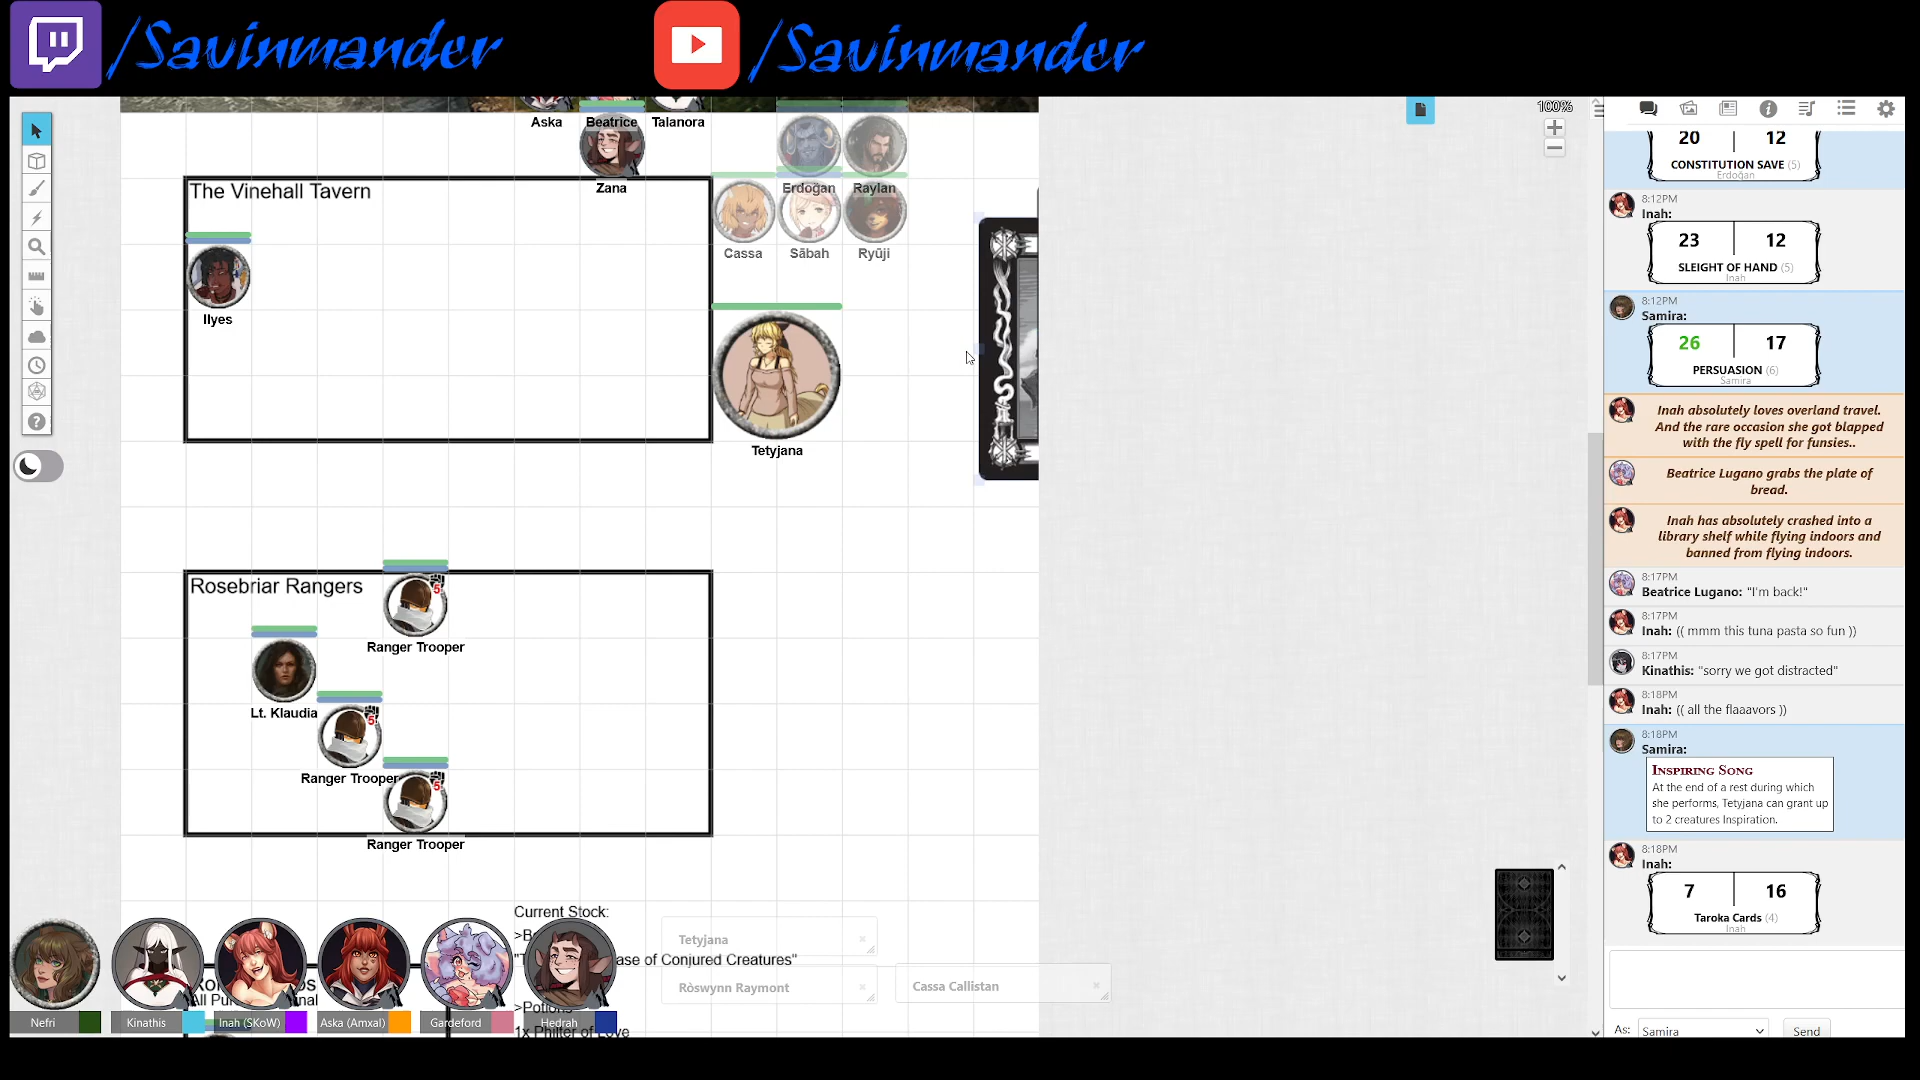 /Savinmander
/Savinmander
Aska
Beatrice
Talanora
Zana
Erdoğan
Raylan
Cassa
Sābah
Ryūji
The Vinehall Tavern
Ilyes
Tetyjana
Rosebriar Rangers
5
Ranger Trooper
Lt. Klaudia
5
Ranger Trooper
5
Ranger Trooper
Current Stock:
ase of Conjured Creatures"
>Potions
1x Philter of Love
All Pu
nal
Tetyjana
Ròswynn Raymont
Cassa Callistan
Nefri
Kinathis
Inah (SKoW)
Aska (Amxal)
Gardeford
Hedrah
100%
20 12
CONSTITUTION SAVE (5)
Erdoğan
8:12PM
Inah:
23 12
SLEIGHT OF HAND (5)
Inah
8:12PM
Samira:
26 17
PERSUASION (6)
Samira
Inah absolutely loves overland travel.
And the rare occasion she got blapped
with the fly spell for funsies..
Beatrice Lugano grabs the plate of
bread.
Inah has absolutely crashed into a
library shelf while flying indoors and
banned from flying indoors.
8:17PM
Beatrice Lugano: "I'm back!"
8:17PM
Inah: (( mmm this tuna pasta so fun ))
8:17PM
Kinathis: "sorry we got distracted"
8:18PM
Inah: (( all the flaaavors ))
8:18PM
Samira:
INSPIRING SONG
At the end of a rest during which
she performs, Tetyjana can grant up
to 2 creatures Inspiration.
8:18PM
Inah:
7 16
Taroka Cards (4)
Inah
As: Samira Send